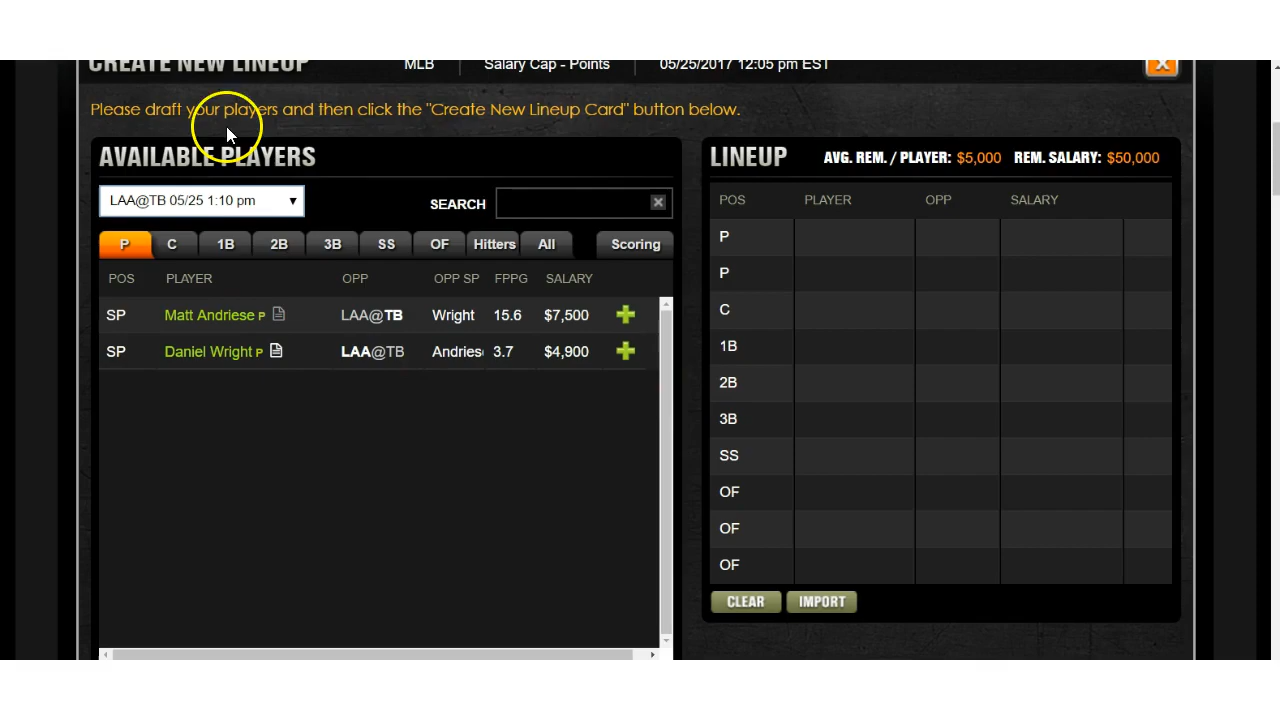 CREATE NEW LINEUP MLB Salary Cap - Points 05/25/2017 12:05 pm EST X
Please draft your players and then click the "Create New Lineup Card" button below.
AVAILABLE PLAYERS
LAA@TB 05/25 1:10 pm SEARCH
P C 1B 2B 3B SS OF Hitters All Scoring
POS PLAYER OPP OPP SP FPPG SALARY
SP Matt Andriese P LAA@TB Wright 15.6 $7,500
SP Daniel Wright P LAA@TB Andries 3.7 $4,900
LINEUP AVG. REM. / PLAYER: $5,000 REM. SALARY: $50,000
POS PLAYER OPP SALARY
P
P
C
1B
2B
3B
SS
OF
OF
OF
CLEAR IMPORT